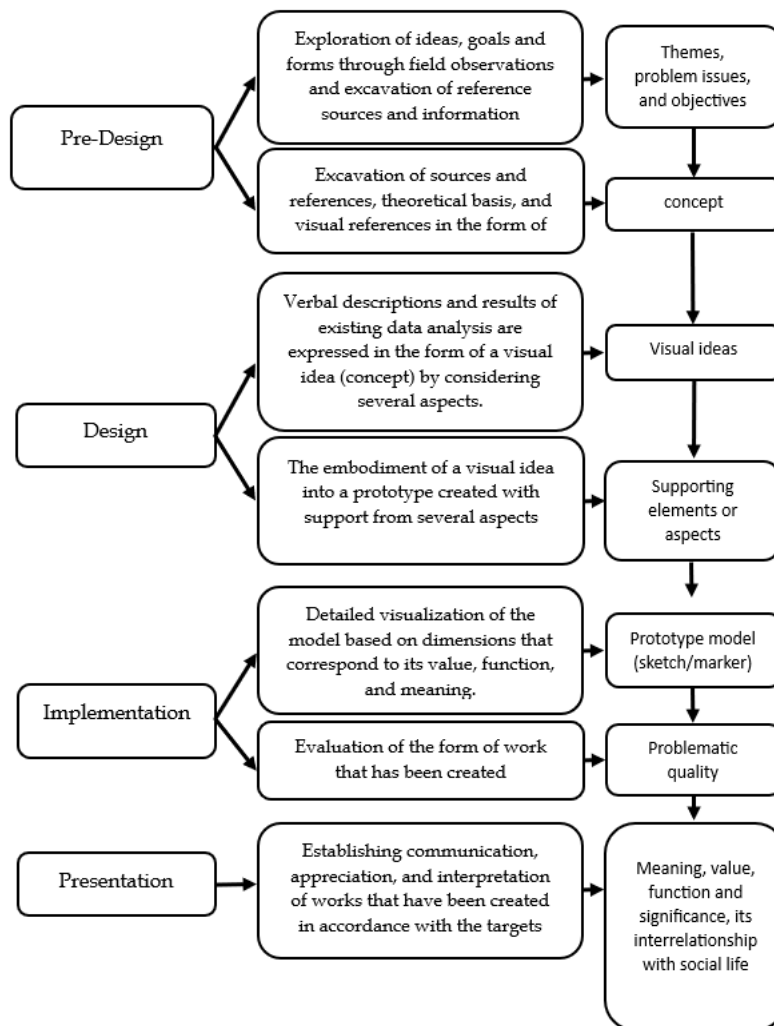 Pre-Design
Exploration of ideas, goals and
forms through field observations
and excavation of reference
sources and information
Themes,
problem issues,
and objectives
Excavation of sources and
references, theoretical basis, and
visual references in the form of
concept
Design
Verbal descriptions and results of
existing data analysis are
expressed in the form of a visual
idea (concept) by considering
several aspects.
Visual ideas
The embodiment of a visual idea
into a prototype created with
support from several aspects
Supporting
elements or
aspects
Implementation
Detailed visualization of the
model based on dimensions that
correspond to its value, function,
and meaning.
Prototype model
(sketch/marker)
Evaluation of the form of work
that has been created
Problematic
quality
Presentation
Establishing communication,
appreciation, and interpretation
of works that have been created
in accordance with the targets
Meaning, value,
function and
significance, its
interrelationship
with social life